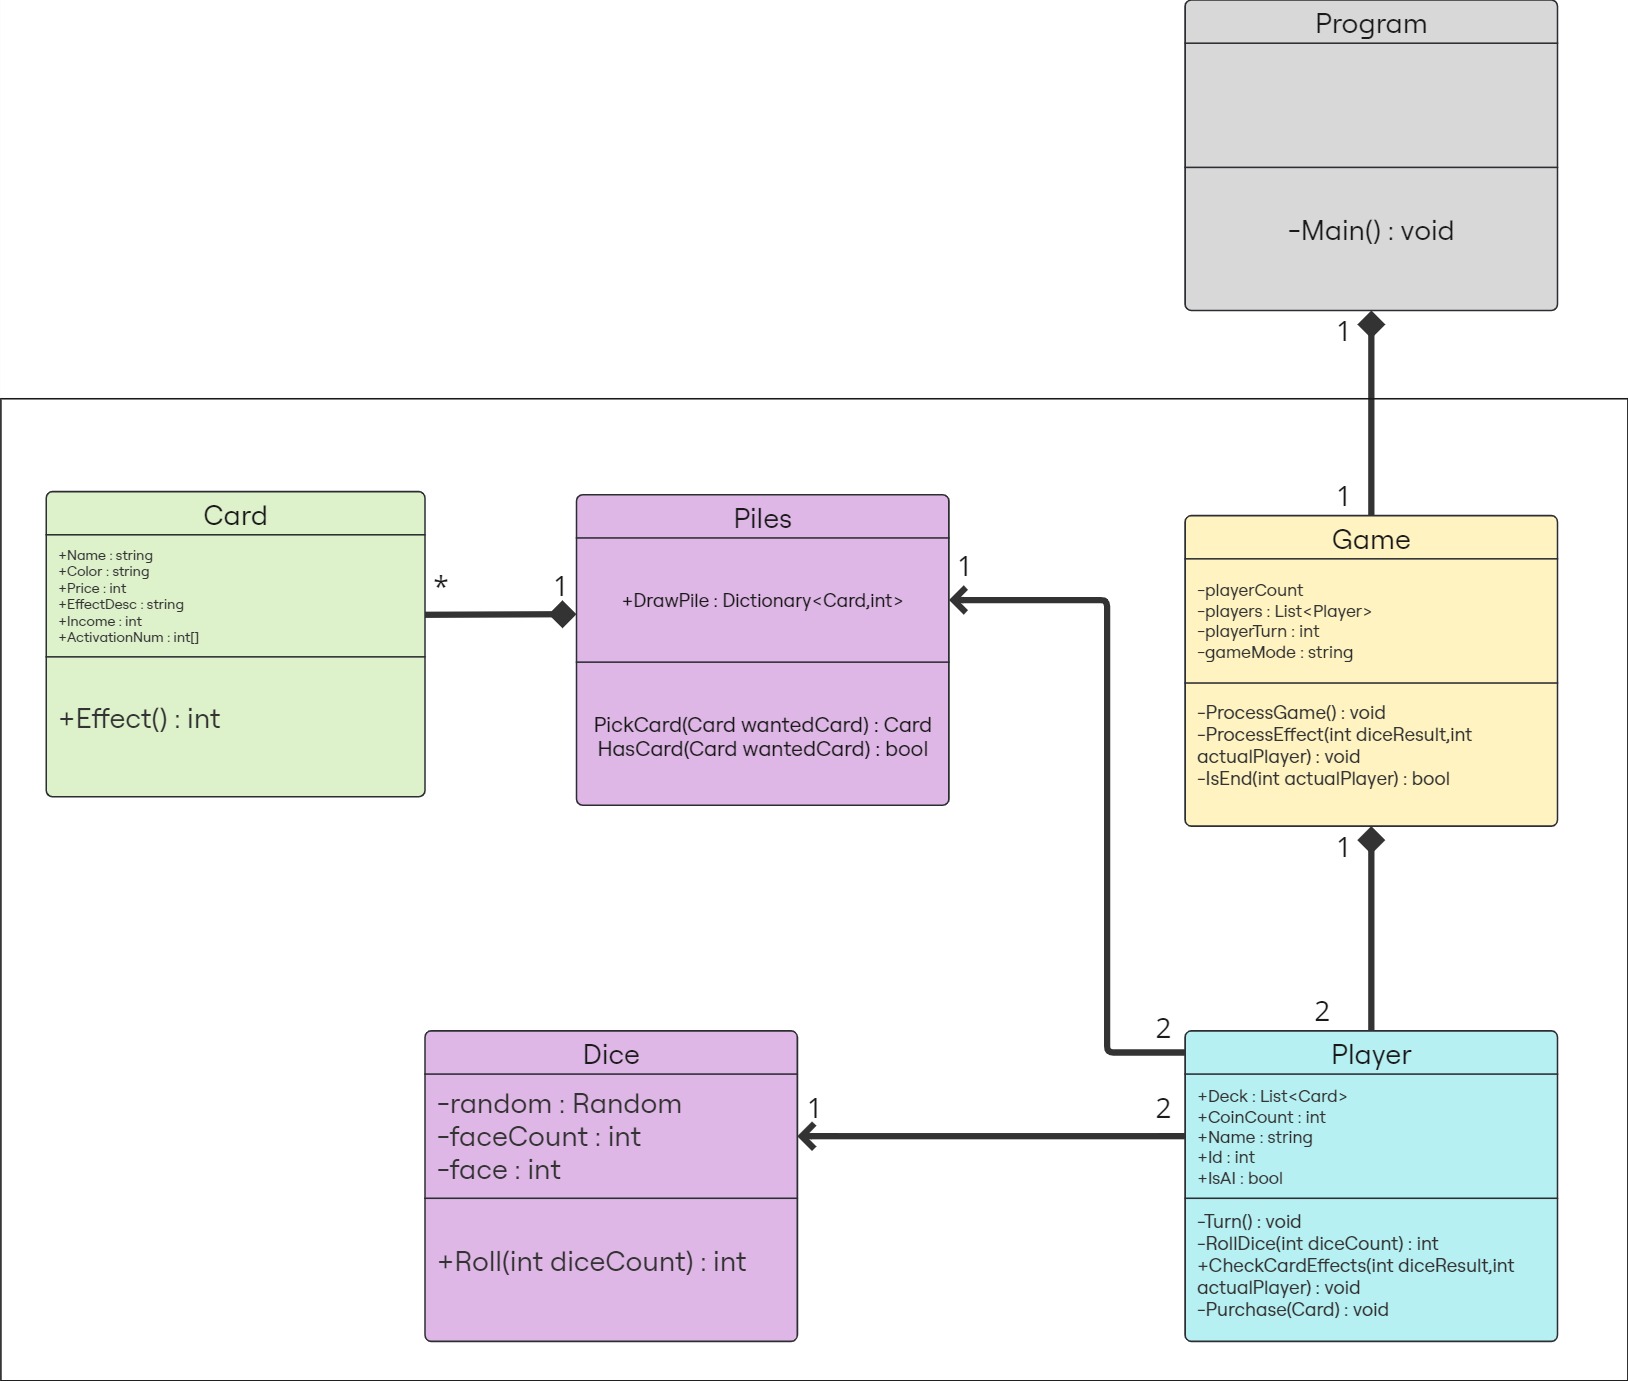 Program
-Main() : void
1
1
Card
+Name : string
+Color : string
+Price : int
+EffectDesc : string
+Income : int
+ActivationNum : int[]
+Effect() : int
*
1
Piles
+DrawPile : Dictionary<Card,int>
PickCard(Card wantedCard) : Card
HasCard(Card wantedCard) : bool
1
Game
-playerCount
-players : List<Player>
-playerTurn : int
-gameMode : string
-ProcessGame() : void
-ProcessEffect(int diceResult,int
actualPlayer) : void
-IsEnd(int actualPlayer) : bool
1
2
2
Dice
-random : Random
-faceCount : int
-face : int
+Roll(int diceCount) : int
1
2
Player
+Deck : List<Card>
+CoinCount : int
+Name : string
+Id : int
+IsAI : bool
-Turn() : void
-RollDice(int diceCount) : int
+CheckCardEffects(int diceResult,int
actualPlayer) : void
-Purchase(Card) : void